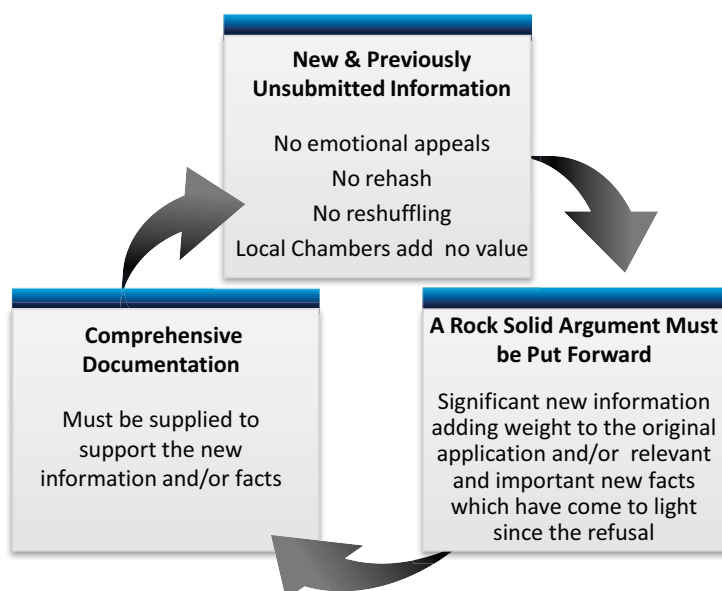 New & Previously
Unsubmitted Information
No emotional appeals
No rehash
No reshuffling
Local Chambers add no value
A Rock Solid Argument Must
be Put Forward
Significant new information
adding weight to the original
application and/or relevant
and important new facts
which have come to light
since the refusal
Comprehensive
Documentation
Must be supplied to
support the new
information and/or facts